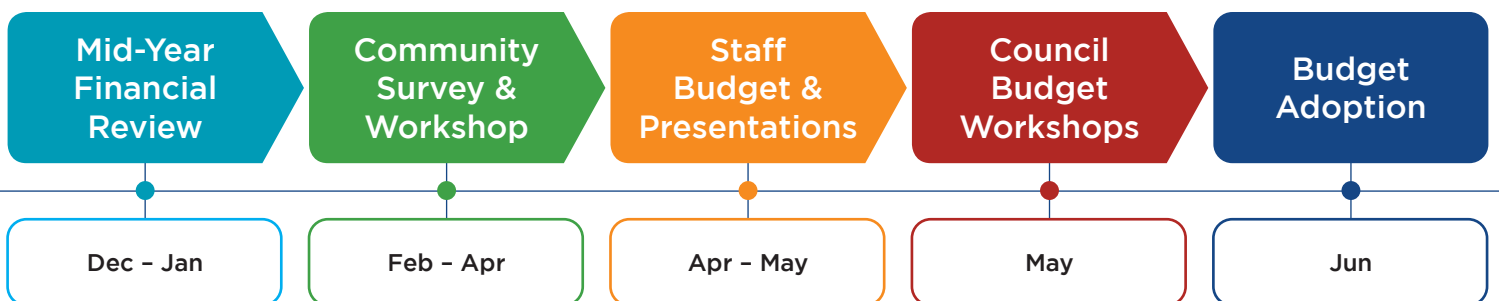 Mid-Year
Financial
Review
Community
Survey &
Workshop
Staff
Budget &
Presentations
Council
Budget
Workshops
Budget
Adoption
Dec – Jan
Feb – Apr
Apr – May
May
Jun